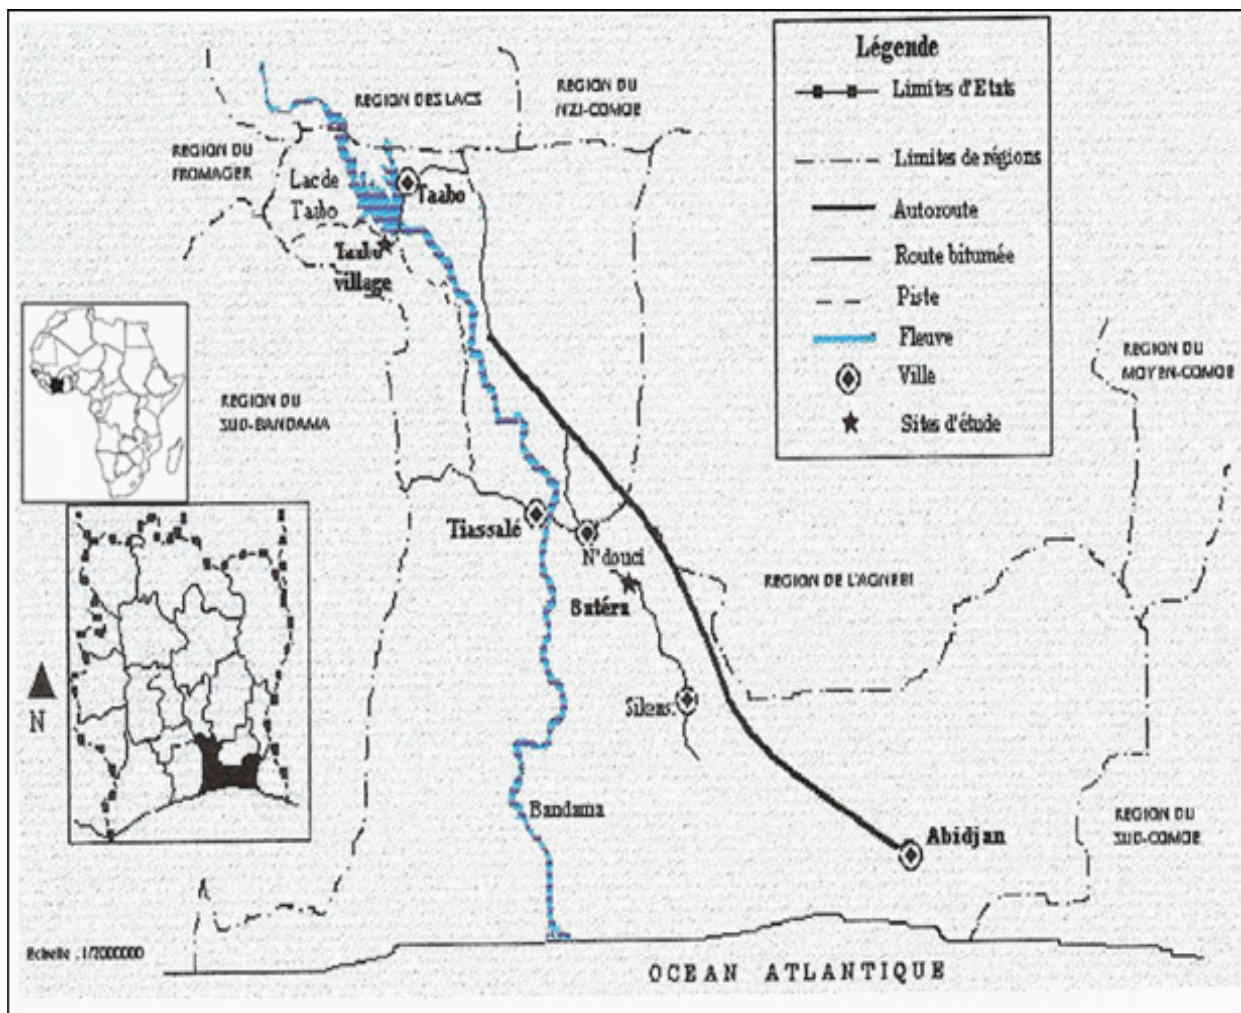 Légende
Limites d'Etats
Limites de régions
Autoroute
Route bitumée
Piste
Fleuve
Ville
Sites d'étude
REGION DES LACS
REGION DU
N'ZI-COMOE
REGION DU
FROMAGER
Lac de
Taabo
Taabo
Taabo
village
REGION DU
SUD-BANDAMA
REGION DU
MOYEN-COMOE
Tiassalé
N'douci
REGION DE L'AGNEBI
Batéra
Bandama
Abidjan
REGION DU
SUD-COMOE
N
Echelle : 1/2000000
OCEAN ATLANTIQUE